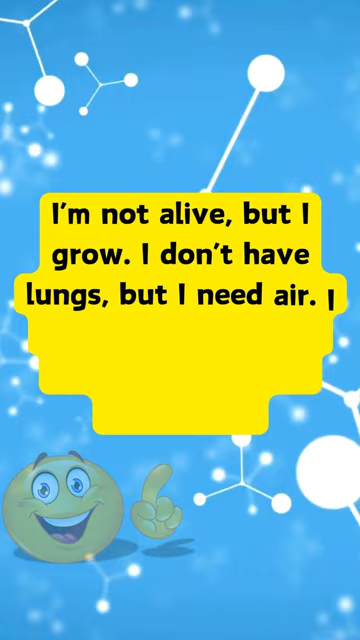 I'm not alive, but I
grow. I don't have
lungs, but I need air. I